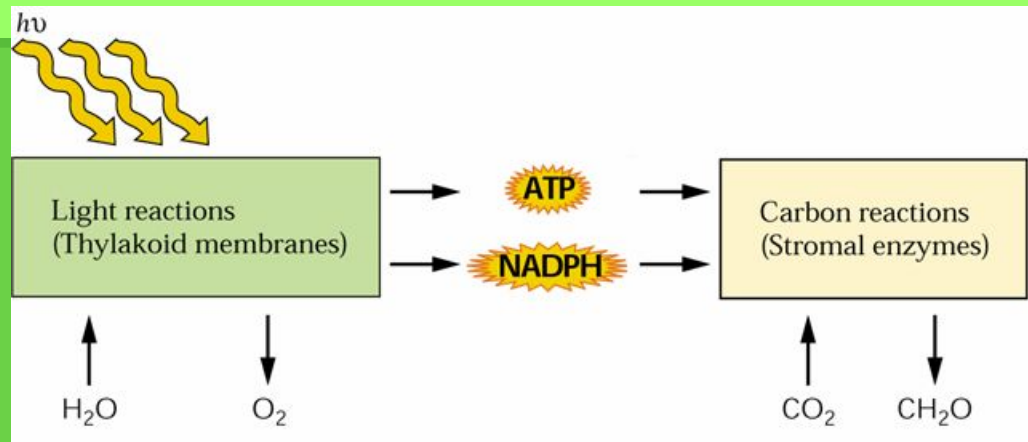 hυ
Light reactions
(Thylakoid membranes)
ATP
NADPH
Carbon reactions
(Stromal enzymes)
H₂O
O₂
CO₂
CH₂O